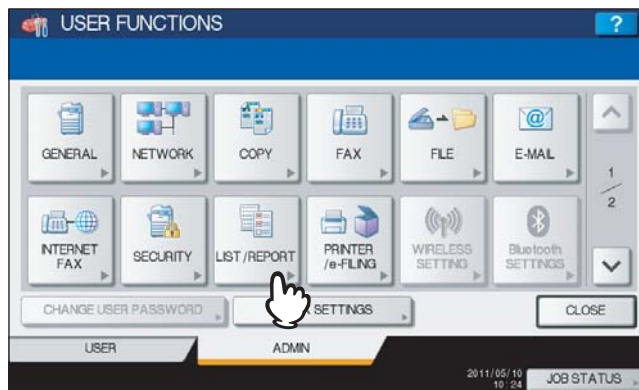 USER FUNCTIONS
?
GENERAL
NETWORK
COPY
FAX
FILE
E-MAIL
1
2
INTERNET
FAX
SECURITY
LIST/REPORT
PRINTER
/e-FILING
WIRELESS
SETTING
Bluetooth
SETTINGS
CHANGE USER PASSWORD
SETTINGS
CLOSE
USER
ADMIN
2011/05/10
10:24
JOB STATUS